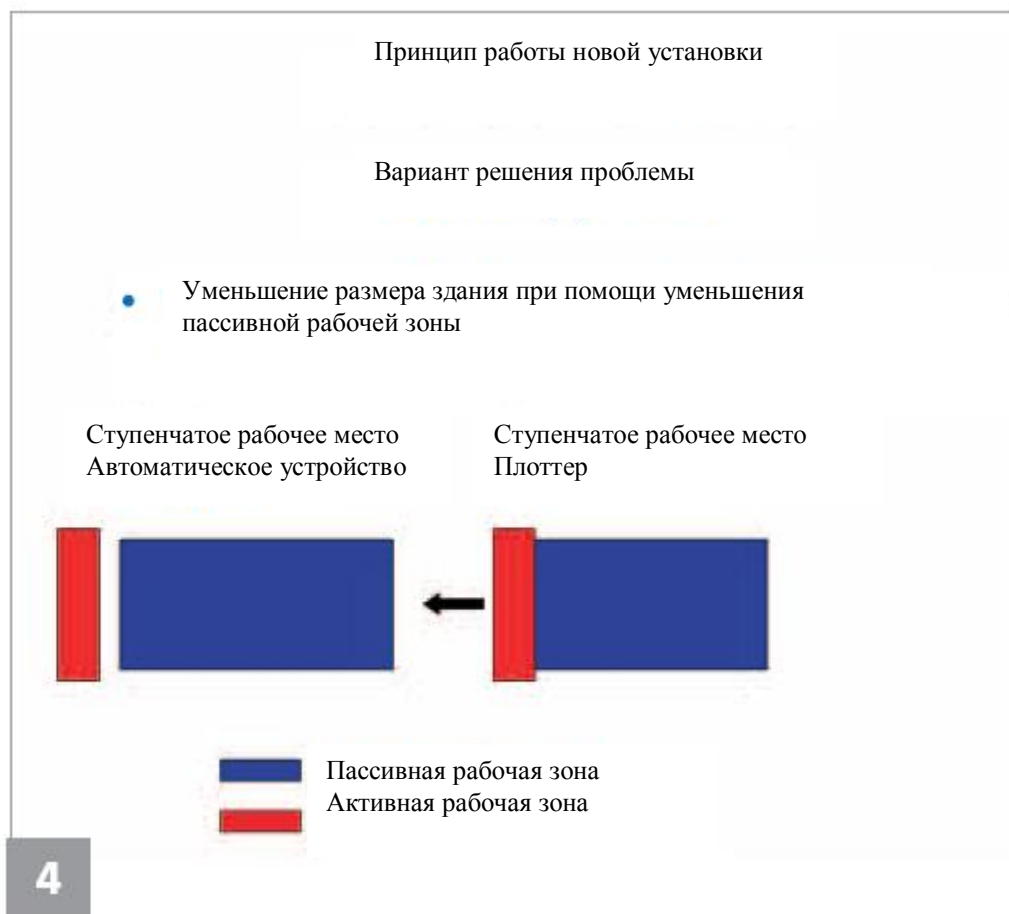 Принцип работы новой установки
Вариант решения проблемы
• Уменьшение размера здания при помощи уменьшения
пассивной рабочей зоны
Ступенчатое рабочее место
Автоматическое устройство
Ступенчатое рабочее место
Плоттер
Пассивная рабочая зона
Активная рабочая зона
4